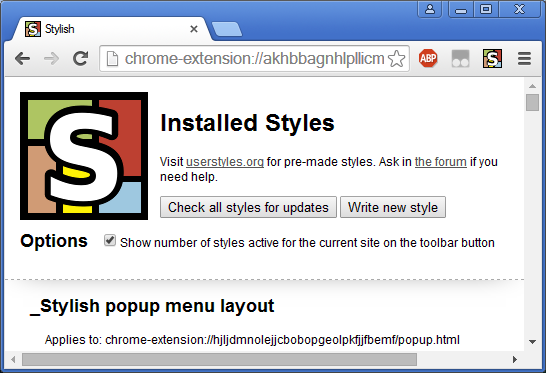 Stylish
chrome-extension://akhbbagnhlpllicm
ABP
S
Installed Styles
Visit userstyles.org for pre-made styles. Ask in the forum if you
need help.
Check all styles for updates
Write new style
Options
Show number of styles active for the current site on the toolbar button
_Stylish popup menu layout
Applies to: chrome-extension://hjljdmnolejjcbobopgeolpkfjjfbemf/popup.html